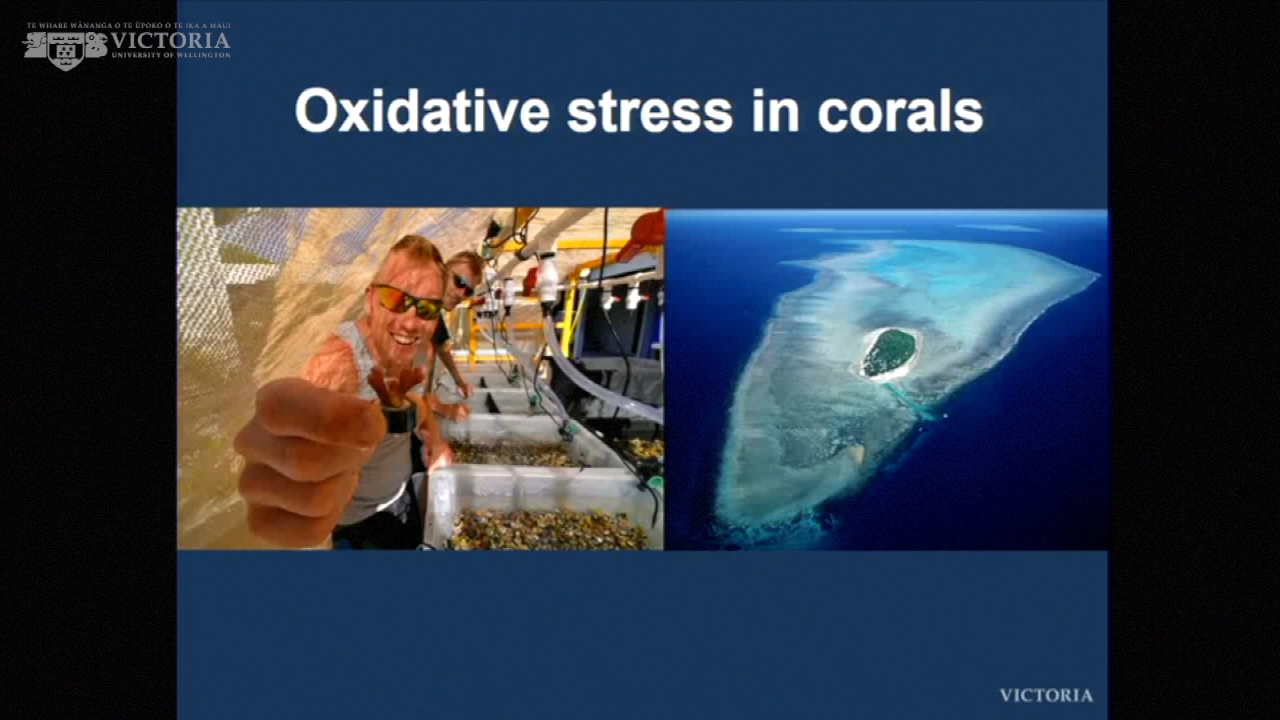 TE WHARE WĀNANGA O TE ŪPOKO O TE IKA A MĀUI
VICTORIA
UNIVERSITY OF WELLINGTON
Oxidative stress in corals
VICTORIA